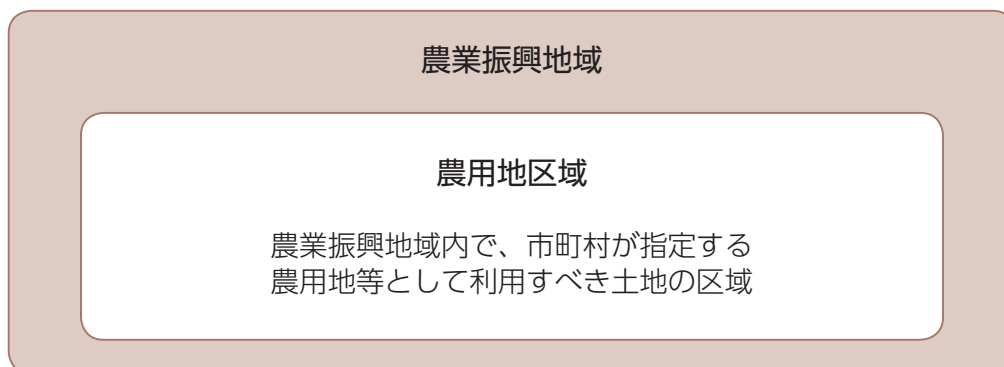 農業振興地域
農用地区域
農業振興地域内で、市町村が指定する
農用地等として利用すべき土地の区域